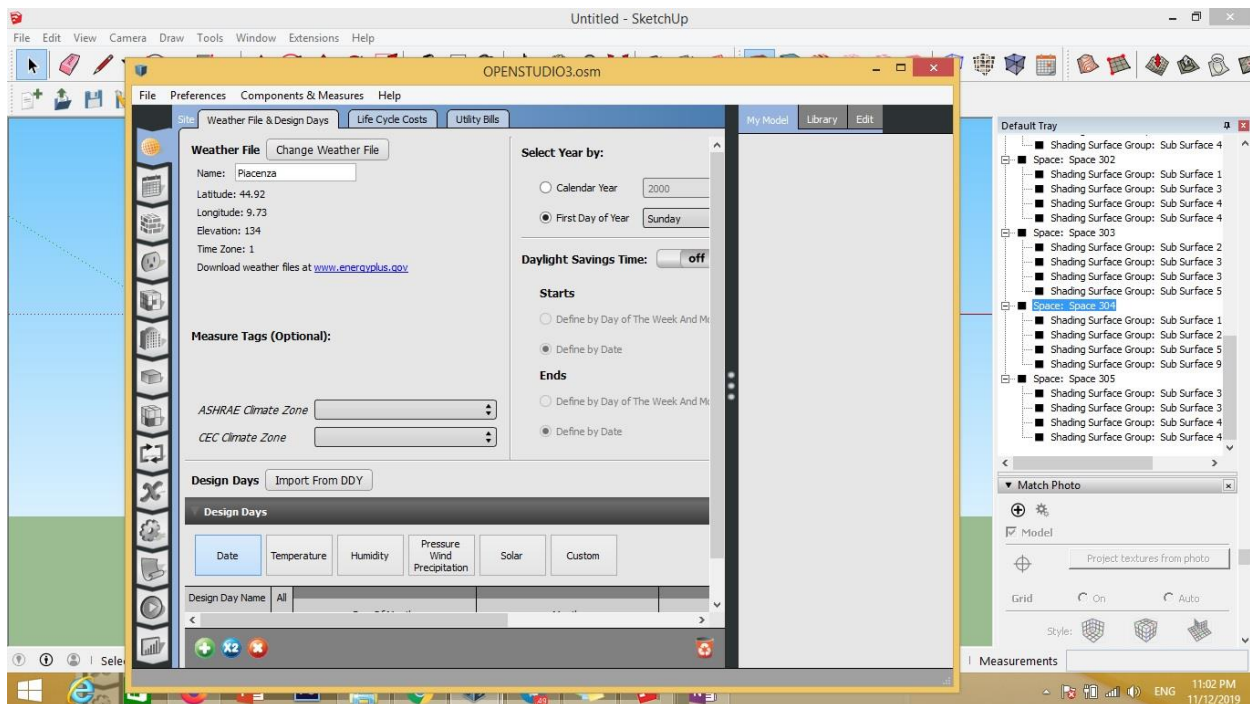 Untitled - SketchUp
File Edit View Camera Draw Tools Window Extensions Help
OPENSTUDIO3.osm
File Preferences Components & Measures Help
Site Weather File & Design Days Life Cycle Costs Utility Bills
My Model Library Edit
Weather File Change Weather File
Name: Piacenza
Latitude: 44.92
Longitude: 9.73
Elevation: 134
Time Zone: 1
Download weather files at www.energyplus.gov
Measure Tags (Optional):
ASHRAE Climate Zone
CEC Climate Zone
Select Year by:
Calendar Year 2000
First Day of Year Sunday
Daylight Savings Time: off
Starts
Define by Day of The Week And Mo
Define by Date
Ends
Define by Day of The Week And Mo
Define by Date
Design Days Import From DDY
Design Days
Date
Temperature
Humidity
Pressure
Wind
Precipitation
Solar
Custom
Design Day Name All
X2
Default Tray
Shading Surface Group: Sub Surface 4
Space: Space 302
Shading Surface Group: Sub Surface 1
Shading Surface Group: Sub Surface 3
Shading Surface Group: Sub Surface 4
Shading Surface Group: Sub Surface 4
Space: Space 303
Shading Surface Group: Sub Surface 2
Shading Surface Group: Sub Surface 3
Shading Surface Group: Sub Surface 3
Shading Surface Group: Sub Surface 5
Space: Space 304
Shading Surface Group: Sub Surface 1
Shading Surface Group: Sub Surface 2
Shading Surface Group: Sub Surface 5
Shading Surface Group: Sub Surface 9
Space: Space 305
Shading Surface Group: Sub Surface 3
Shading Surface Group: Sub Surface 3
Shading Surface Group: Sub Surface 4
Shading Surface Group: Sub Surface 4
Match Photo
Model
Project textures from photo
Grid On Auto
Style:
Sele
Measurements
49
ENG
11:02 PM
11/12/2019